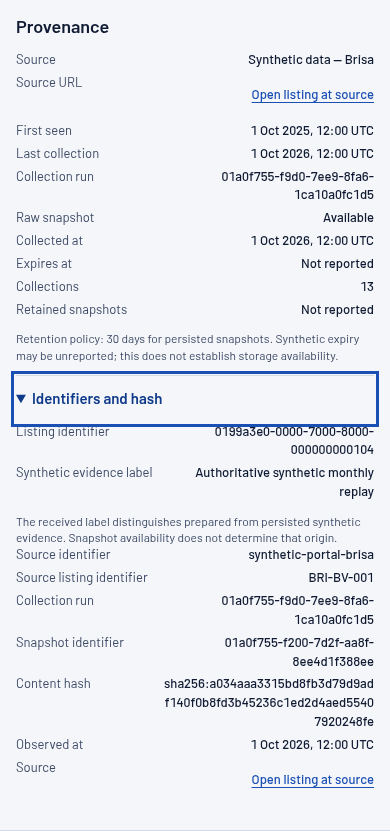 Provenance
Source Synthetic data — Brisa
Source URL Open listing at source
First seen 1 Oct 2025, 12:00 UTC
Last collection 1 Oct 2026, 12:00 UTC
Collection run 01a0f755-f9d0-7ee9-8fa6-
1ca10a0fc1d5
Raw snapshot Available
Collected at 1 Oct 2026, 12:00 UTC
Expires at Not reported
Collections 13
Retained snapshots Not reported
Retention policy: 30 days for persisted snapshots. Synthetic expiry
may be unreported; this does not establish storage availability.
▼ Identifiers and hash
Listing identifier 0199a3e0-0000-7000-8000-
000000000104
Synthetic evidence label Authoritative synthetic monthly
replay
The received label distinguishes prepared from persisted synthetic
evidence. Snapshot availability does not determine that origin.
Source identifier synthetic-portal-brisa
Source listing identifier BRI-BV-001
Collection run 01a0f755-f9d0-7ee9-8fa6-
1ca10a0fc1d5
Snapshot identifier 01a0f755-f200-7d2f-aa8f-
8ee4d1f388ee
Content hash sha256:a034aaa3315bd8fb3d79d9ad
f140f0b8fd3b45236c1ed2d4aed5540
7920248fe
Observed at 1 Oct 2026, 12:00 UTC
Source Open listing at source